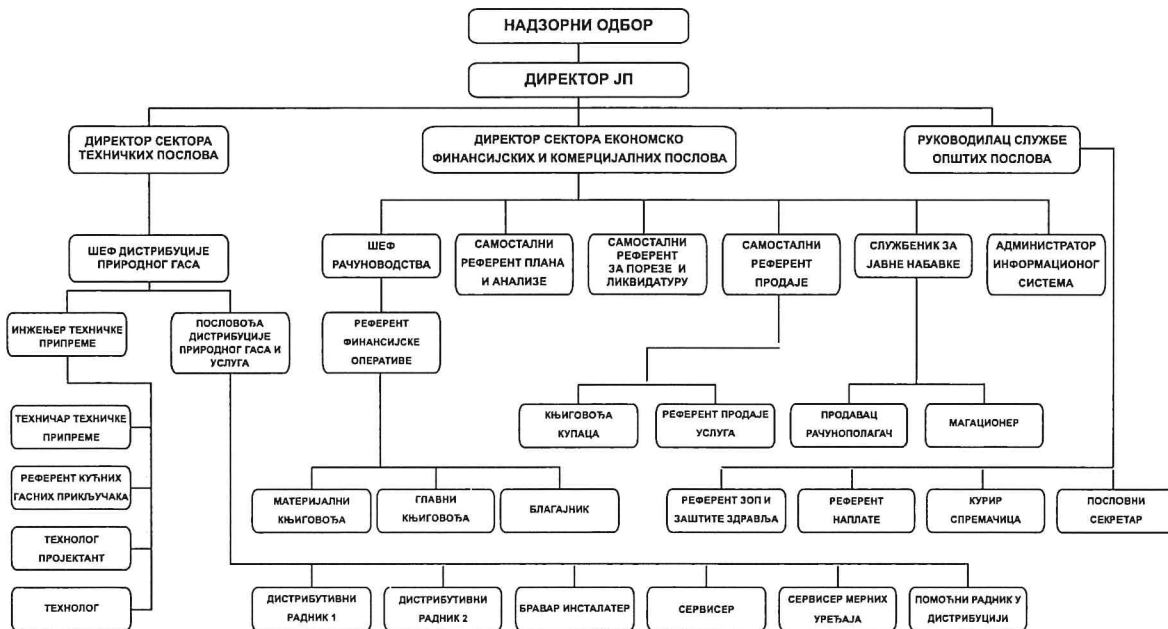 НАДЗОРНИ ОДБОР
ДИРЕКТОР ЈП
ДИРЕКТОР СЕКТОРА
ТЕХНИЧКИХ ПОСЛОВА
ДИРЕКТОР СЕКТОРА ЕКОНОМСКО
ФИНАНСИЈСКИХ И КОМЕРЦИЈАЛНИХ ПОСЛОВА
РУКОВОДИЛАЦ СЛУЖБЕ
ОПШТИХ ПОСЛОВА
ШЕФ ДИСТРИБУЦИЈЕ
ПРИРОДНОГ ГАСА
ШЕФ
РАЧУНОВОДСТВА
САМОСТАЛНИ
РЕФЕРЕНТ ПЛАНА
И АНАЛИЗЕ
САМОСТАЛНИ
РЕФЕРЕНТ
ЗА ПОРЕЗЕ И
ЛИКВИДАТУРУ
САМОСТАЛНИ
РЕФЕРЕНТ
ПРОДАЈЕ
СЛУЖБЕНИК ЗА
ЈАВНЕ НАБАВКЕ
АДМИНИСТРАТОР
ИНФОРМАЦИОНОГ
СИСТЕМА
ИНЖЕЊЕР ТЕХНИЧКЕ
ПРИПРЕМЕ
ПОСЛОВОЂА
ДИСТРИБУЦИЈЕ
ПРИРОДНОГ ГАСА И
УСЛУГА
РЕФЕРЕНТ
ФИНАНСИЈСКЕ
ОПЕРАТИВЕ
ТЕХНИЧАР ТЕХНИЧКЕ
ПРИПРЕМЕ
КЊИГОВОЂА
КУПАЦА
РЕФЕРЕНТ ПРОДАЈЕ
УСЛУГА
ПРОДАВАЦ
РАЧУНОПОЛАГАЧ
МАГАЦИОНЕР
РЕФЕРЕНТ КУЋНИХ
ГАСНИХ ПРИКЉУЧАКА
МАТЕРИЈАЛНИ
КЊИГОВОЂА
ГЛАВНИ
КЊИГОВОЂА
БЛАГАЈНИК
РЕФЕРЕНТ ЗОП И
ЗАШТИТЕ ЗДРАВЉА
РЕФЕРЕНТ
НАПЛАТЕ
КУРИР
СПРЕМАЧИЦА
ПОСЛОВНИ
СЕКРЕТАР
ТЕХНОЛОГ
ПРОЈЕКТАНТ
ТЕХНОЛОГ
ДИСТРИБУТИВНИ
РАДНИК 1
ДИСТРИБУТИВНИ
РАДНИК 2
БРАВАР ИНСТАЛАТЕР
СЕРВИСЕР
СЕРВИСЕР МЕРНИХ
УРЕЂАЈА
ПОМОЋНИ РАДНИК У
ДИСТРИБУЦИЈИ